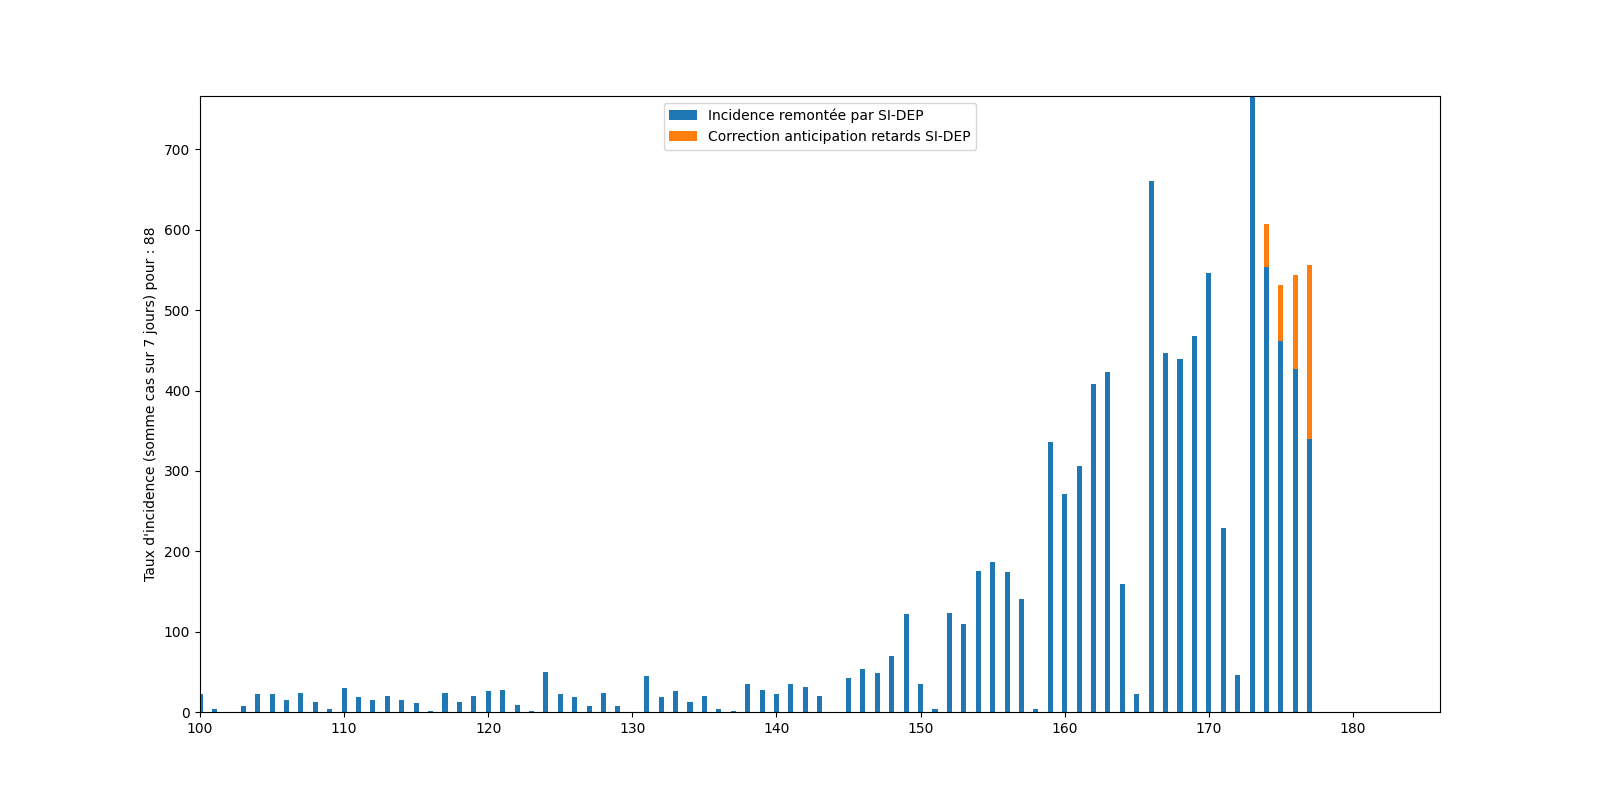 Incidence remontée par SI-DEP
Correction anticipation retards SI-DEP
Taux d'incidence (somme cas sur 7 jours) pour : 88
700
600
500
400
300
200
100
0
100 110 120 130 140 150 160 170 180